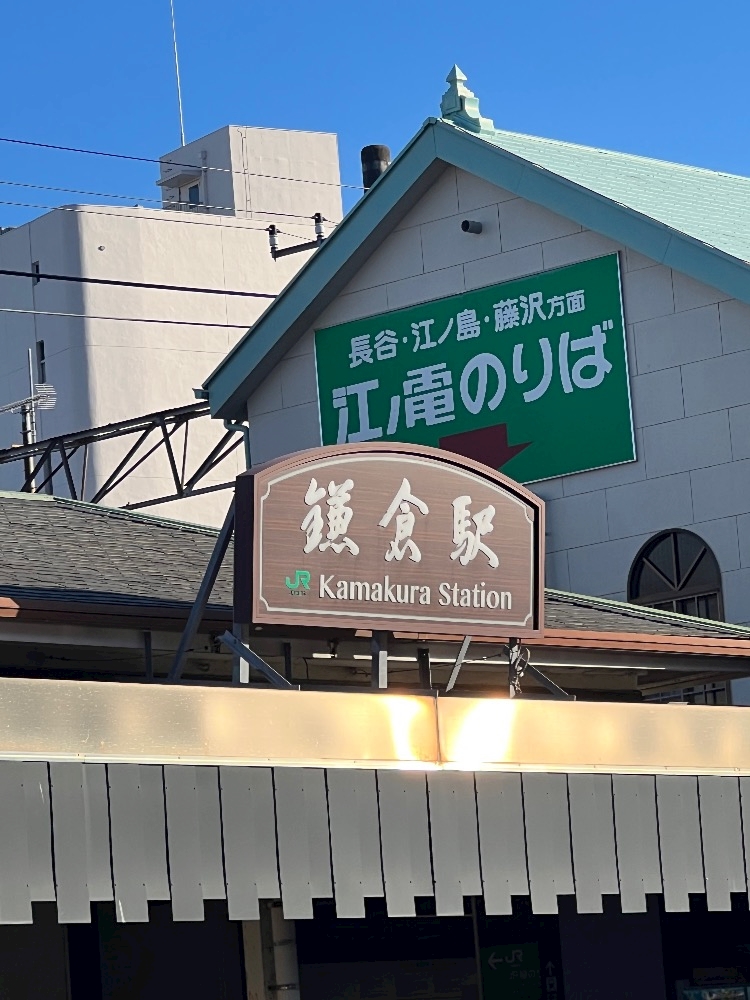 長谷・江ノ島・藤沢方面
江ノ電のりば
鎌倉駅
JR Kamakura Station
←JR